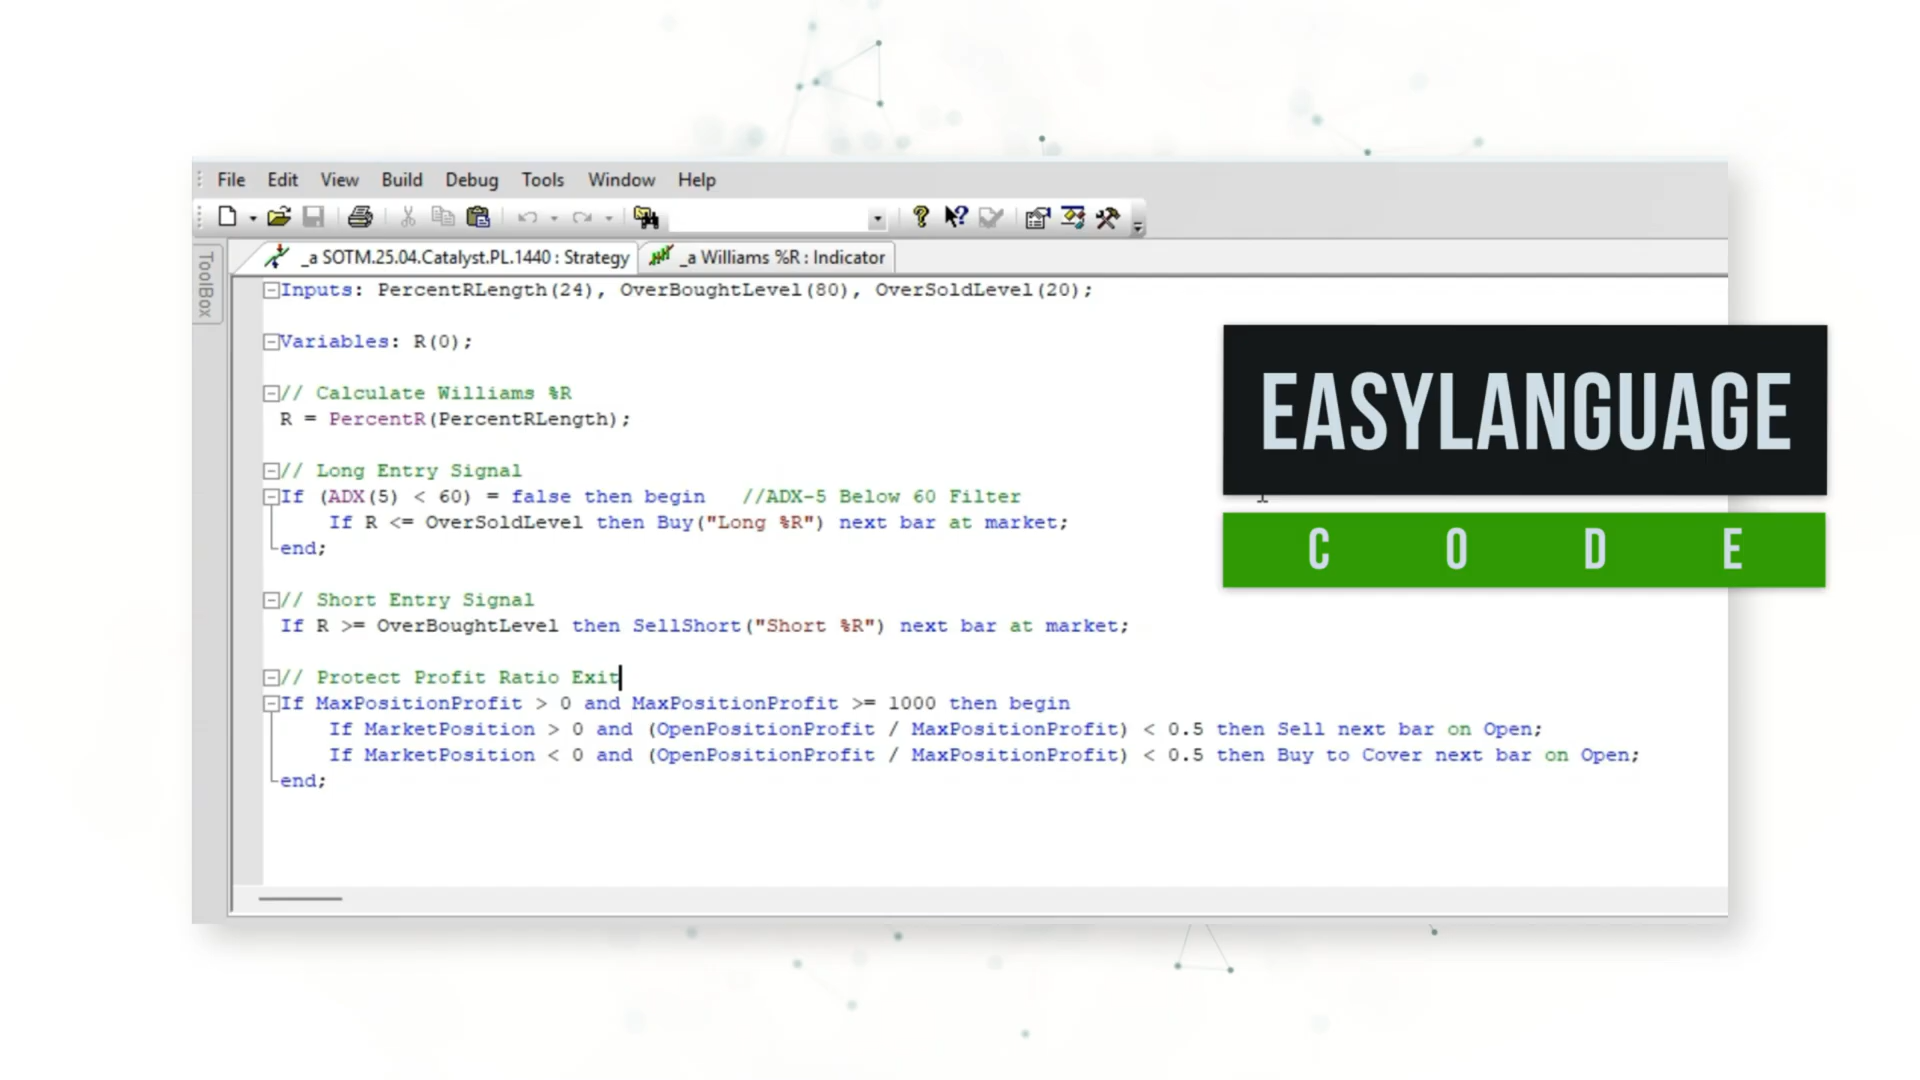 File Edit View Build Debug Tools Window Help
ToolBox
_a SOTM.25.04.Catalyst.PL.1440 : Strategy
_a Williams %R : Indicator
Inputs: PercentRLength(24), OverBoughtLevel(80), OverSoldLevel(20);
Variables: R(0);
// Calculate Williams %R
R = PercentR(PercentRLength);
// Long Entry Signal
If (ADX(5) < 60) = false then begin //ADX-5 Below 60 Filter
If R <= OverSoldLevel then Buy("Long %R") next bar at market;
end;
// Short Entry Signal
If R >= OverBoughtLevel then SellShort("Short %R") next bar at market;
// Protect Profit Ratio Exit
If MaxPositionProfit > 0 and MaxPositionProfit >= 1000 then begin
If MarketPosition > 0 and (OpenPositionProfit / MaxPositionProfit) < 0.5 then Sell next bar on Open;
If MarketPosition < 0 and (OpenPositionProfit / MaxPositionProfit) < 0.5 then Buy to Cover next bar on Open;
end;
EASYLANGUAGE
CODE